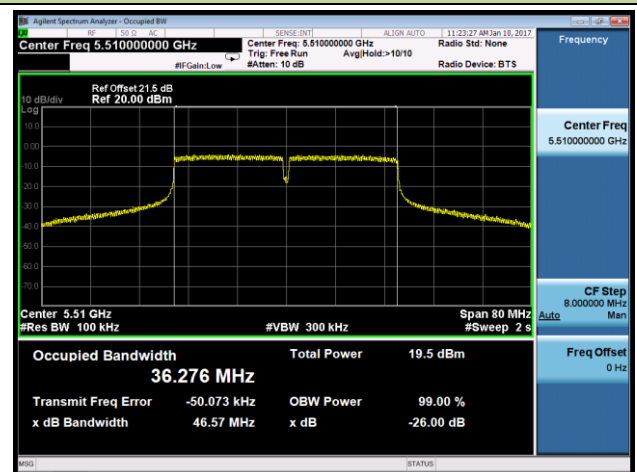 Agilent Spectrum Analyzer - Occupied BW
RF 50 Ω AC SENSE:INT ALIGN AUTO 11:23:27 AM Jan 18, 2017
Center Freq 5.510000000 GHz Center Freq: 5.510000000 GHz Radio Std: None Frequency
Trig: Free Run Avg|Hold:>10/10
#IFGain:Low #Atten: 10 dB Radio Device: BTS
Ref Offset 21.5 dB
10 dB/div Ref 20.00 dBm
Log
10.0
0.00
-10.0
-20.0
-30.0
-40.0
-50.0
-60.0
-70.0
Center Freq
5.510000000 GHz
Center 5.51 GHz Span 80 MHz
#Res BW 100 kHz #VBW 300 kHz #Sweep 2 s
CF Step
8.000000 MHz
Auto Man
Occupied Bandwidth Total Power 19.5 dBm
36.276 MHz
Transmit Freq Error -50.073 kHz OBW Power 99.00 %
x dB Bandwidth 46.57 MHz x dB -26.00 dB
Freq Offset
0 Hz
MSG STATUS